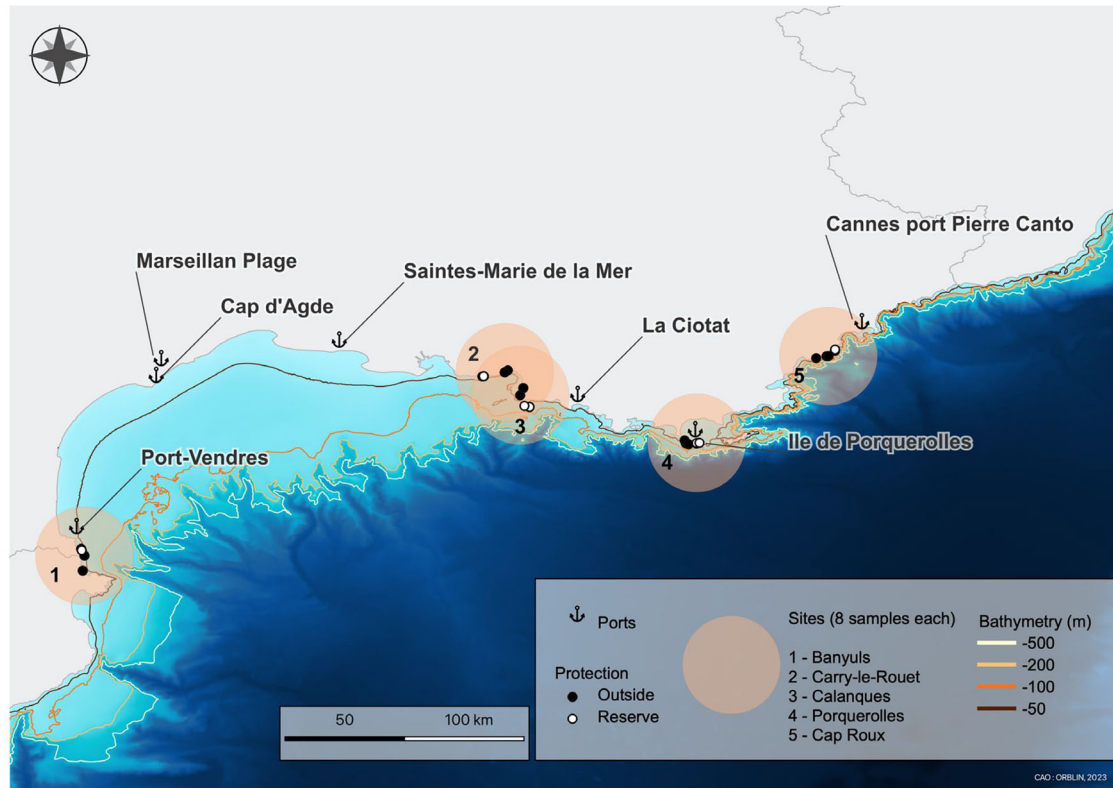 Cannes port Pierre Canto
Marseillan Plage
Saintes-Marie de la Mer
Cap d'Agde
La Ciotat
2
5
3
Ile de Porquerolles
Port-Vendres
4
1
Ports
Protection
Outside
Reserve
Sites (8 samples each)
1 - Banyuls
2 - Carry-le-Rouet
3 - Calanques
4 - Porquerolles
5 - Cap Roux
Bathymetry (m)
-500
-200
-100
-50
50 100 km
CAO : ORBLIN, 2023